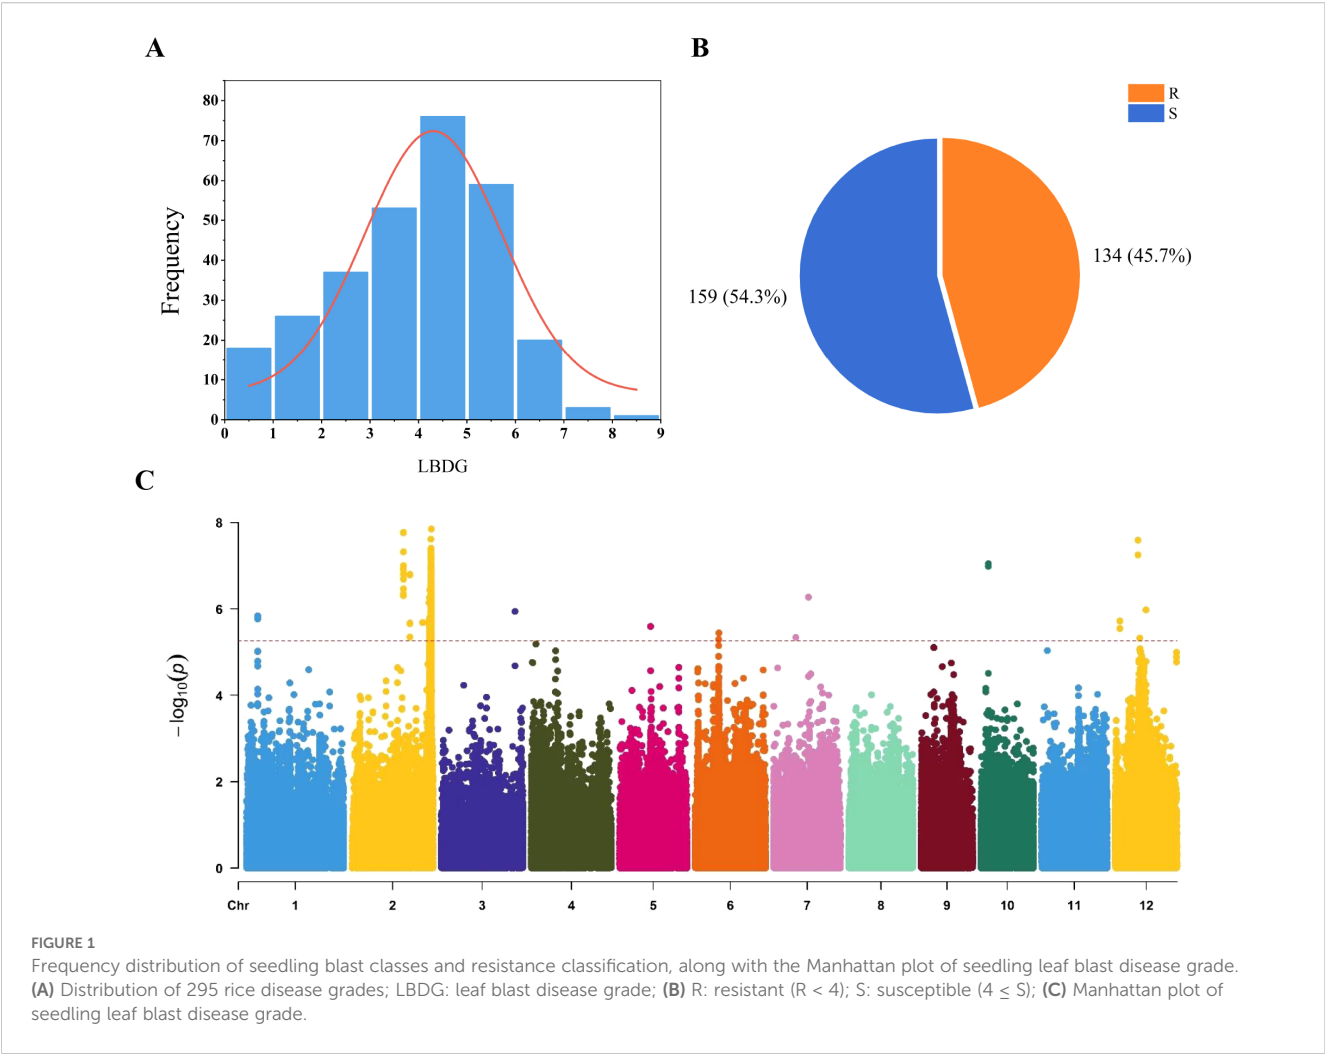 A
Frequency
80
70
60
50
40
30
20
10
0
0 1 2 3 4 5 6 7 8 9
LBDG
B
R
S
134 (45.7%)
159 (54.3%)
C
−log10(p)
8
6
4
2
0
Chr 1 2 3 4 5 6 7 8 9 10 11 12
FIGURE 1
Frequency distribution of seedling blast classes and resistance classification, along with the Manhattan plot of seedling leaf blast disease grade.
(A) Distribution of 295 rice disease grades; LBDG: leaf blast disease grade; (B) R: resistant (R < 4); S: susceptible (4 ≤ S); (C) Manhattan plot of
seedling leaf blast disease grade.